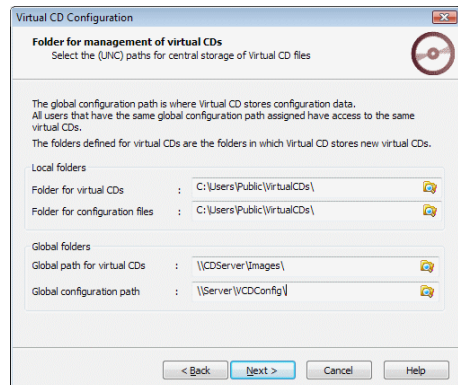 Virtual CD Configuration
Folder for management of virtual CDs
Select the (UNC) paths for central storage of Virtual CD files
The global configuration path is where Virtual CD stores configuration data.
All users that have the same global configuration path assigned have access to the same
virtual CDs.
The folders defined for virtual CDs are the folders in which Virtual CD stores new virtual CDs.
Local folders
Folder for virtual CDs : C:\Users\Public\VirtualCDs\
Folder for configuration files : C:\Users\Public\VirtualCDs\
Global folders
Global path for virtual CDs : \\CDServer\Images\
Global configuration path : \\Server\VCDConfig\
< Back Next > Cancel Help